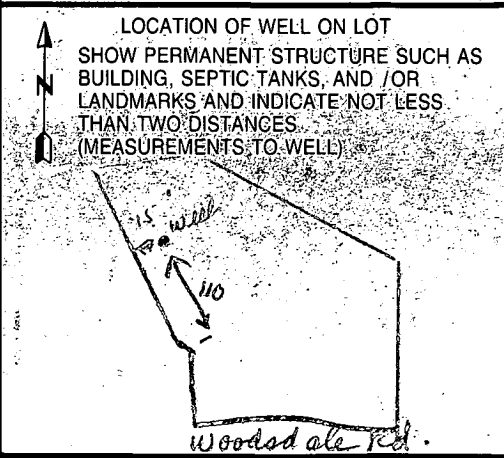 LOCATION OF WELL ON LOT
SHOW PERMANENT STRUCTURE SUCH AS
BUILDING, SEPTIC TANKS, AND /OR
LANDMARKS AND INDICATE NOT LESS
THAN TWO DISTANCES
(MEASUREMENTS TO WELL)
N
15' well
110
Woodsdale Rd.